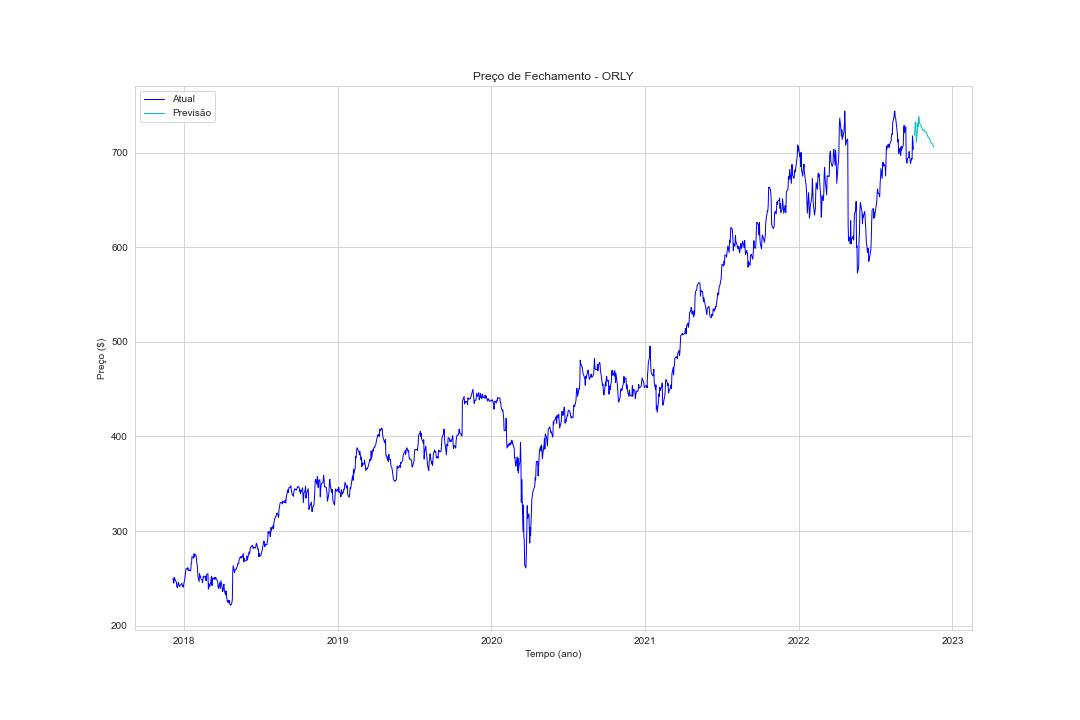 Preço de Fechamento - ORLY
Atual
Previsão
700
600
500
400
300
200
Preço ($)
2018 2019 2020 2021 2022 2023
Tempo (ano)